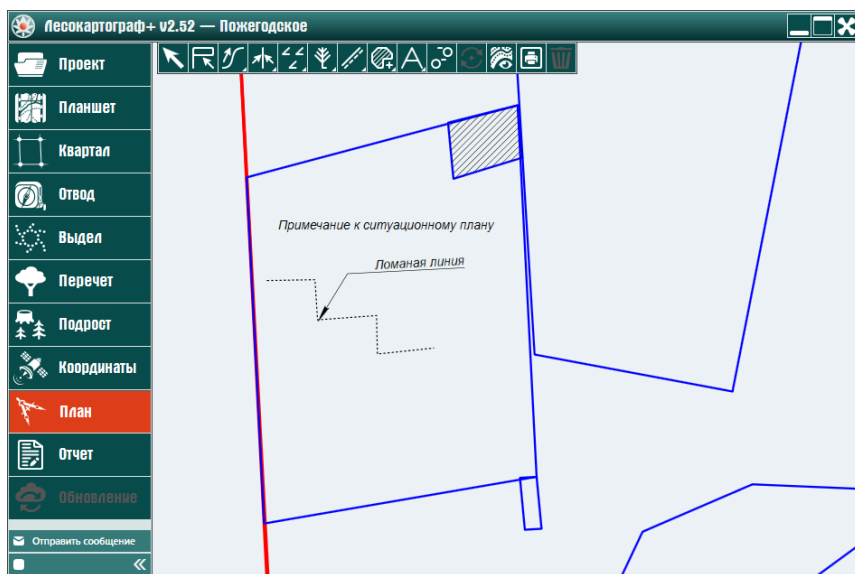 Лесокартограф+ v2.52 — Пожегодское
Проект
Планшет
Квартал
Отвод
Выдел
Перечет
Подрост
Координаты
План
Отчет
Обновление
Отправить сообщение
Примечание к ситуационному плану
Ломаная линия